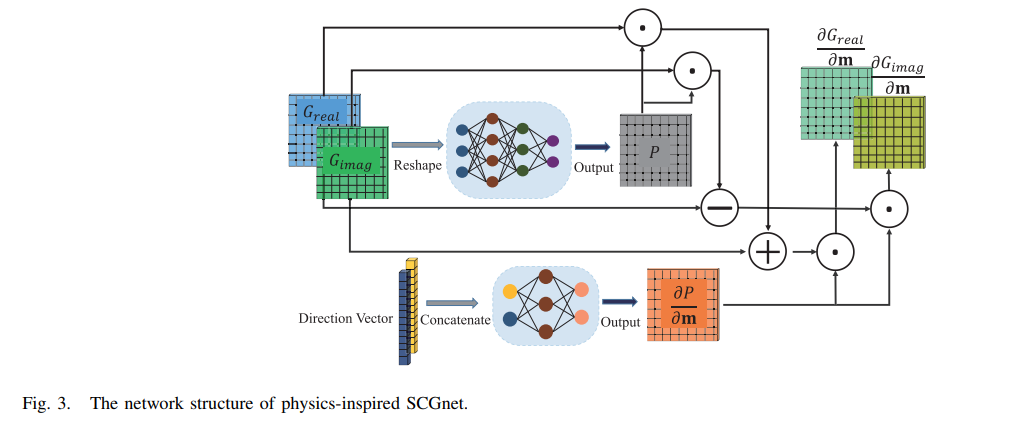 ∂G_real
∂m
∂G_imag
∂m
G_real
G_imag
Reshape
Output
P
Direction Vector
Concatenate
Output
∂P
∂m
Fig. 3. The network structure of physics-inspired SCGnet.